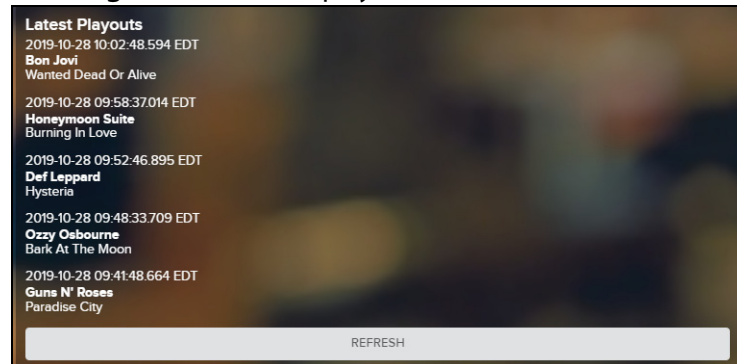 Latest Playouts
2019-10-28 10:02:48.594 EDT
Bon Jovi
Wanted Dead Or Alive
2019-10-28 09:58:37.014 EDT
Honeymoon Suite
Burning In Love
2019-10-28 09:52:46.895 EDT
Def Leppard
Hysteria
2019-10-28 09:48:33.709 EDT
Ozzy Osbourne
Bark At The Moon
2019-10-28 09:41:48.664 EDT
Guns N' Roses
Paradise City
REFRESH